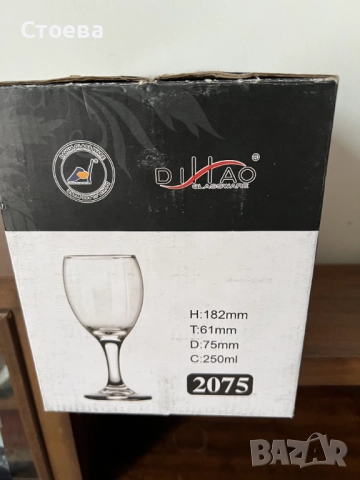 Стоева
DiHAO®
GLASSWARE
H:182mm
T:61mm
D:75mm
C:250ml
2075
BAZAR